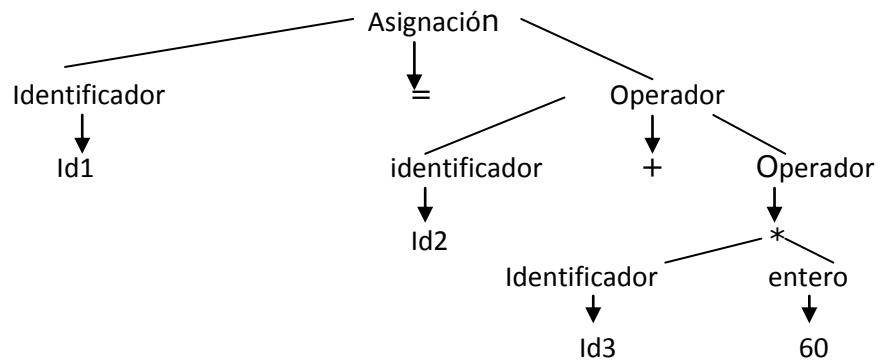 Asignación
Identificador = Operador
Id1 identificador + Operador
Id2 *
Identificador entero
Id3 60